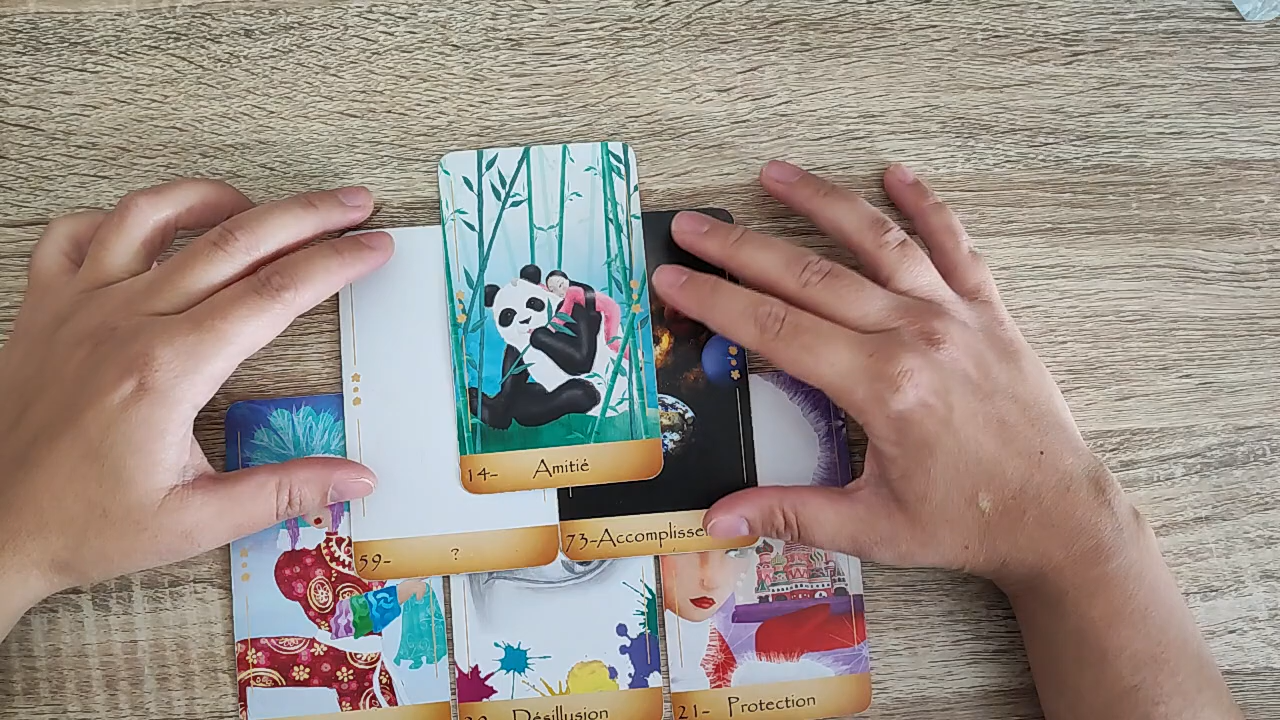 14- Amitié
59- ?
73-Accomplisse
Désillusion
21- Protection